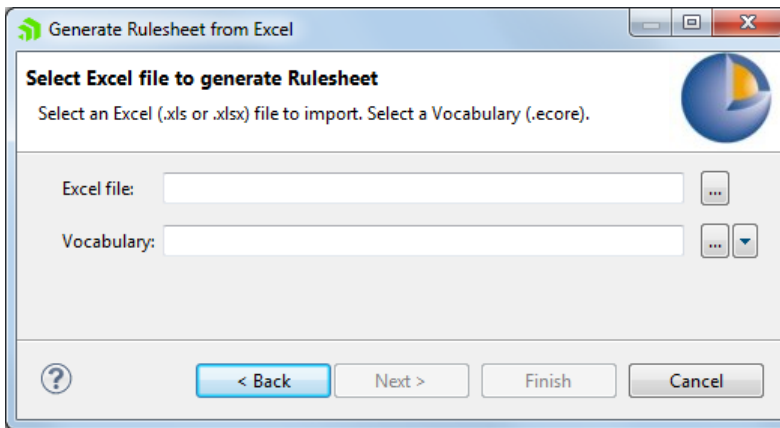 Generate Rulesheet from Excel
Select Excel file to generate Rulesheet
Select an Excel (.xls or .xlsx) file to import. Select a Vocabulary (.ecore).
Excel file:
...
Vocabulary:
...
?
< Back Next > Finish Cancel